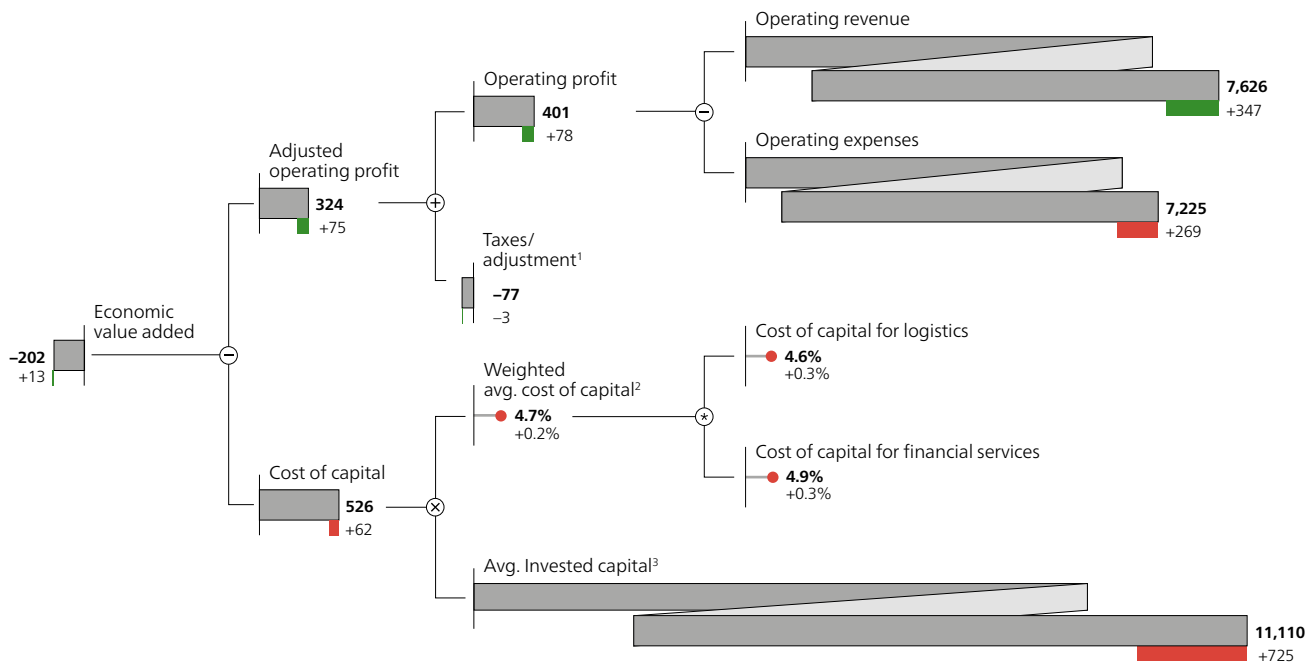 Operating revenue
7,626
+347
Operating profit
401
+78
–
Operating expenses
7,225
+269
Adjusted
operating profit
324
+75
+
Taxes/
adjustment¹
–77
–3
Economic
value added
–202
+13
–
Cost of capital for logistics
4.6%
+0.3%
Weighted
avg. cost of capital²
4.7%
+0.2%
*
Cost of capital for financial services
4.9%
+0.3%
Cost of capital
526
+62
×
Avg. Invested capital³
11,110
+725